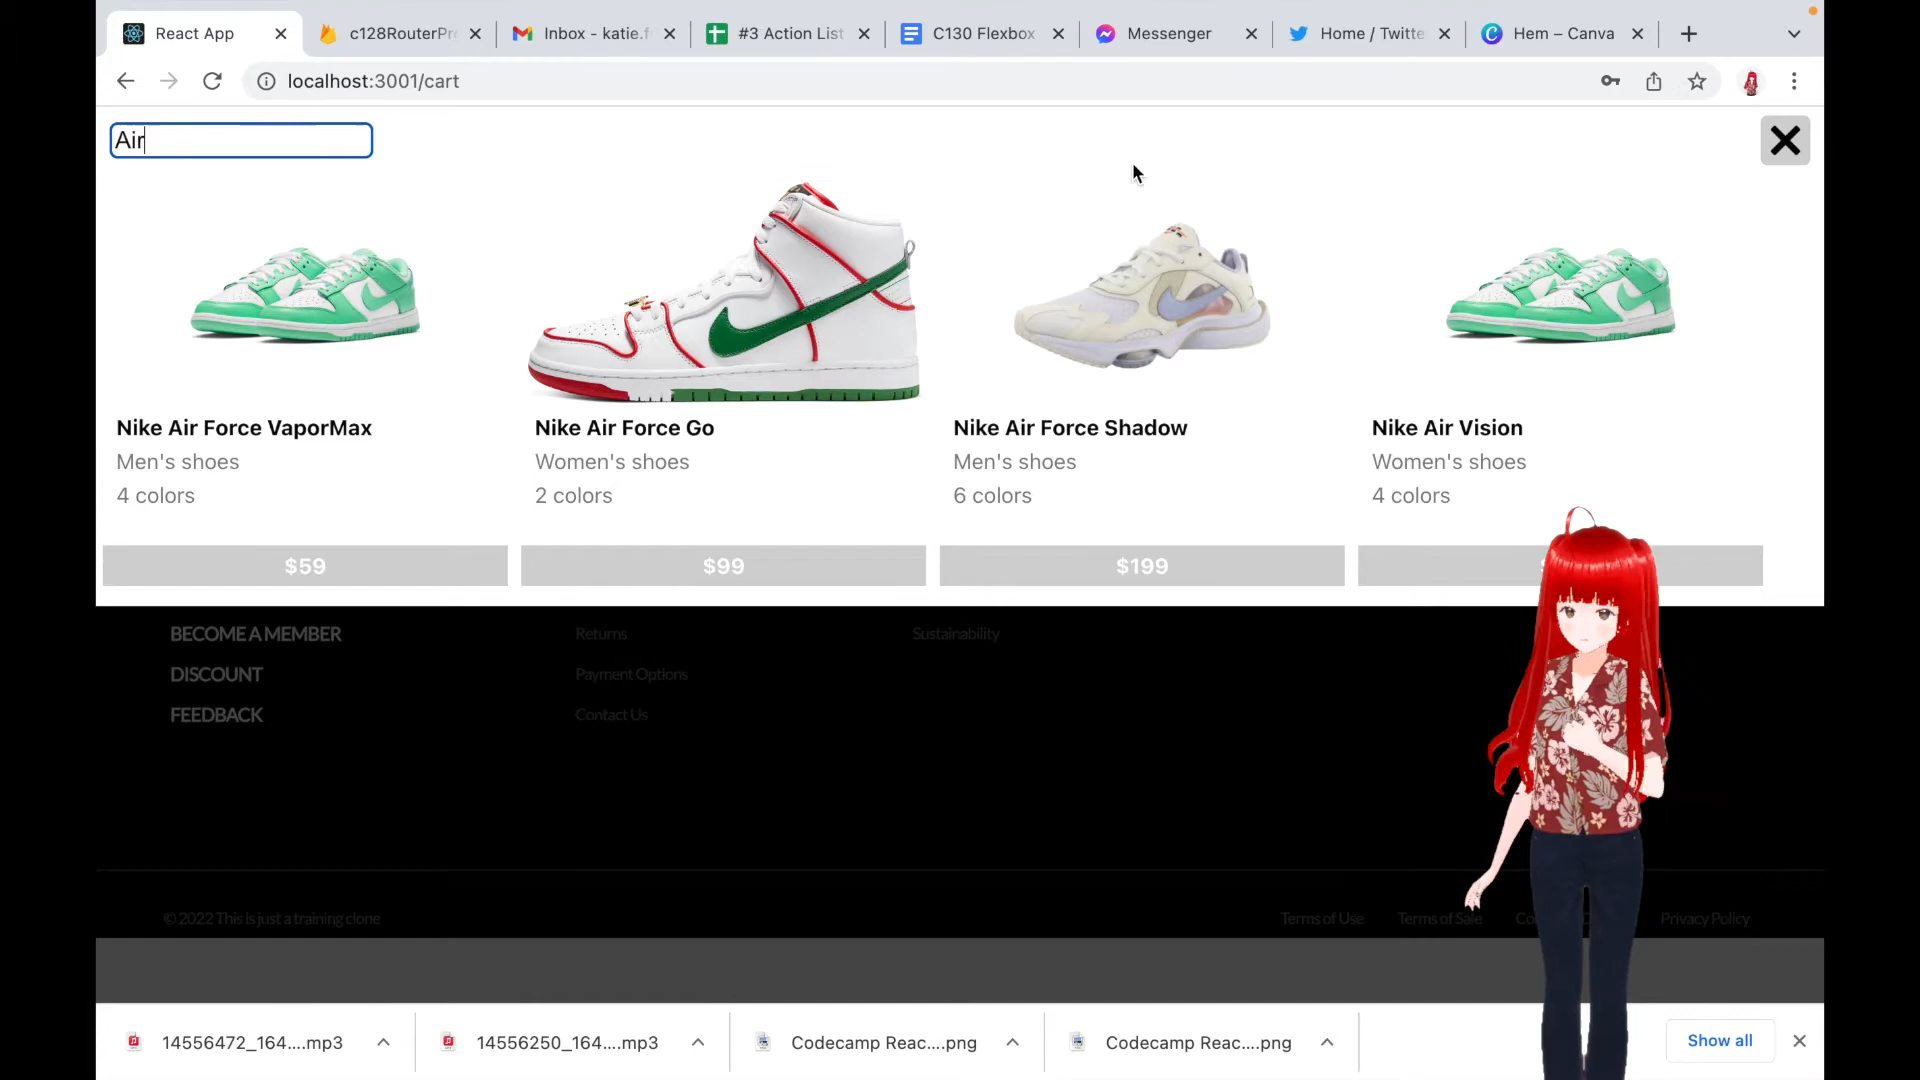 React App
c128RouterPr
Inbox - katie.f
#3 Action List
C130 Flexbox
Messenger
Home / Twitte
Hem – Canva
localhost:3001/cart
Air
Nike Air Force VaporMax
Men's shoes
4 colors
$59
Nike Air Force Go
Women's shoes
2 colors
$99
Nike Air Force Shadow
Men's shoes
6 colors
$199
Nike Air Vision
Women's shoes
4 colors
BECOME A MEMBER
DISCOUNT
FEEDBACK
Returns
Payment Options
Contact Us
Sustainability
© 2022 This is just a training clone
Terms of Use
Terms of Sale
Privacy Policy
14556472_164....mp3
14556250_164....mp3
Codecamp Reac....png
Codecamp Reac....png
Show all